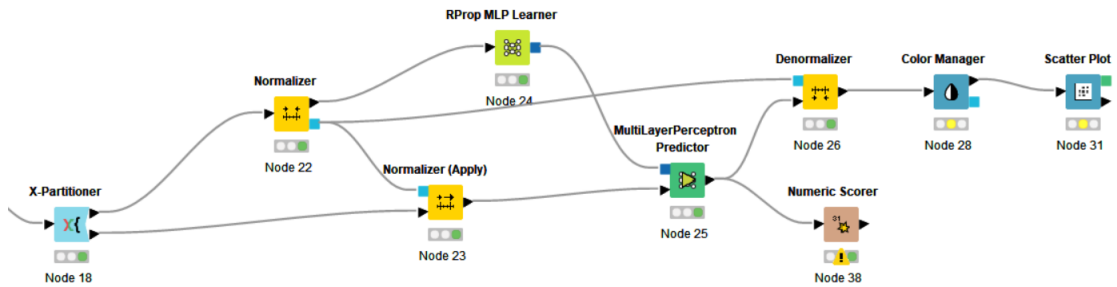 RProp MLP Learner
Node 24
Normalizer
Node 22
Denormalizer
Node 26
Color Manager
Node 28
Scatter Plot
Node 31
MultiLayerPerceptron
Predictor
Node 25
Normalizer (Apply)
Node 23
X-Partitioner
X{
Node 18
Numeric Scorer
31
Node 38